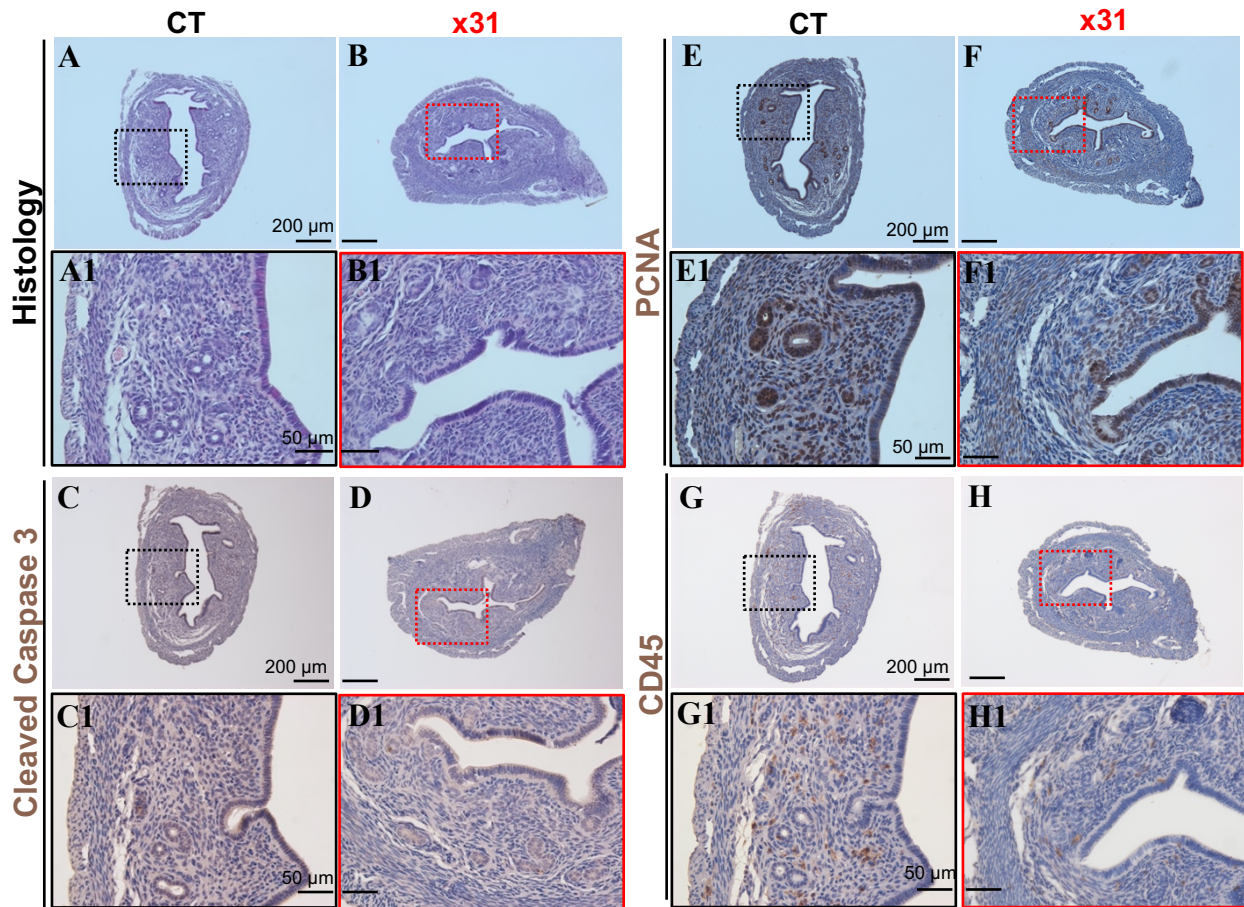 CT
x31
CT
x31
Histology
A
B
200 µm
A1
B1
50 µm
PCNA
E
F
200 µm
E1
F1
50 µm
Cleaved Caspase 3
C
D
200 µm
C1
D1
50 µm
CD45
G
H
200 µm
G1
H1
50 µm